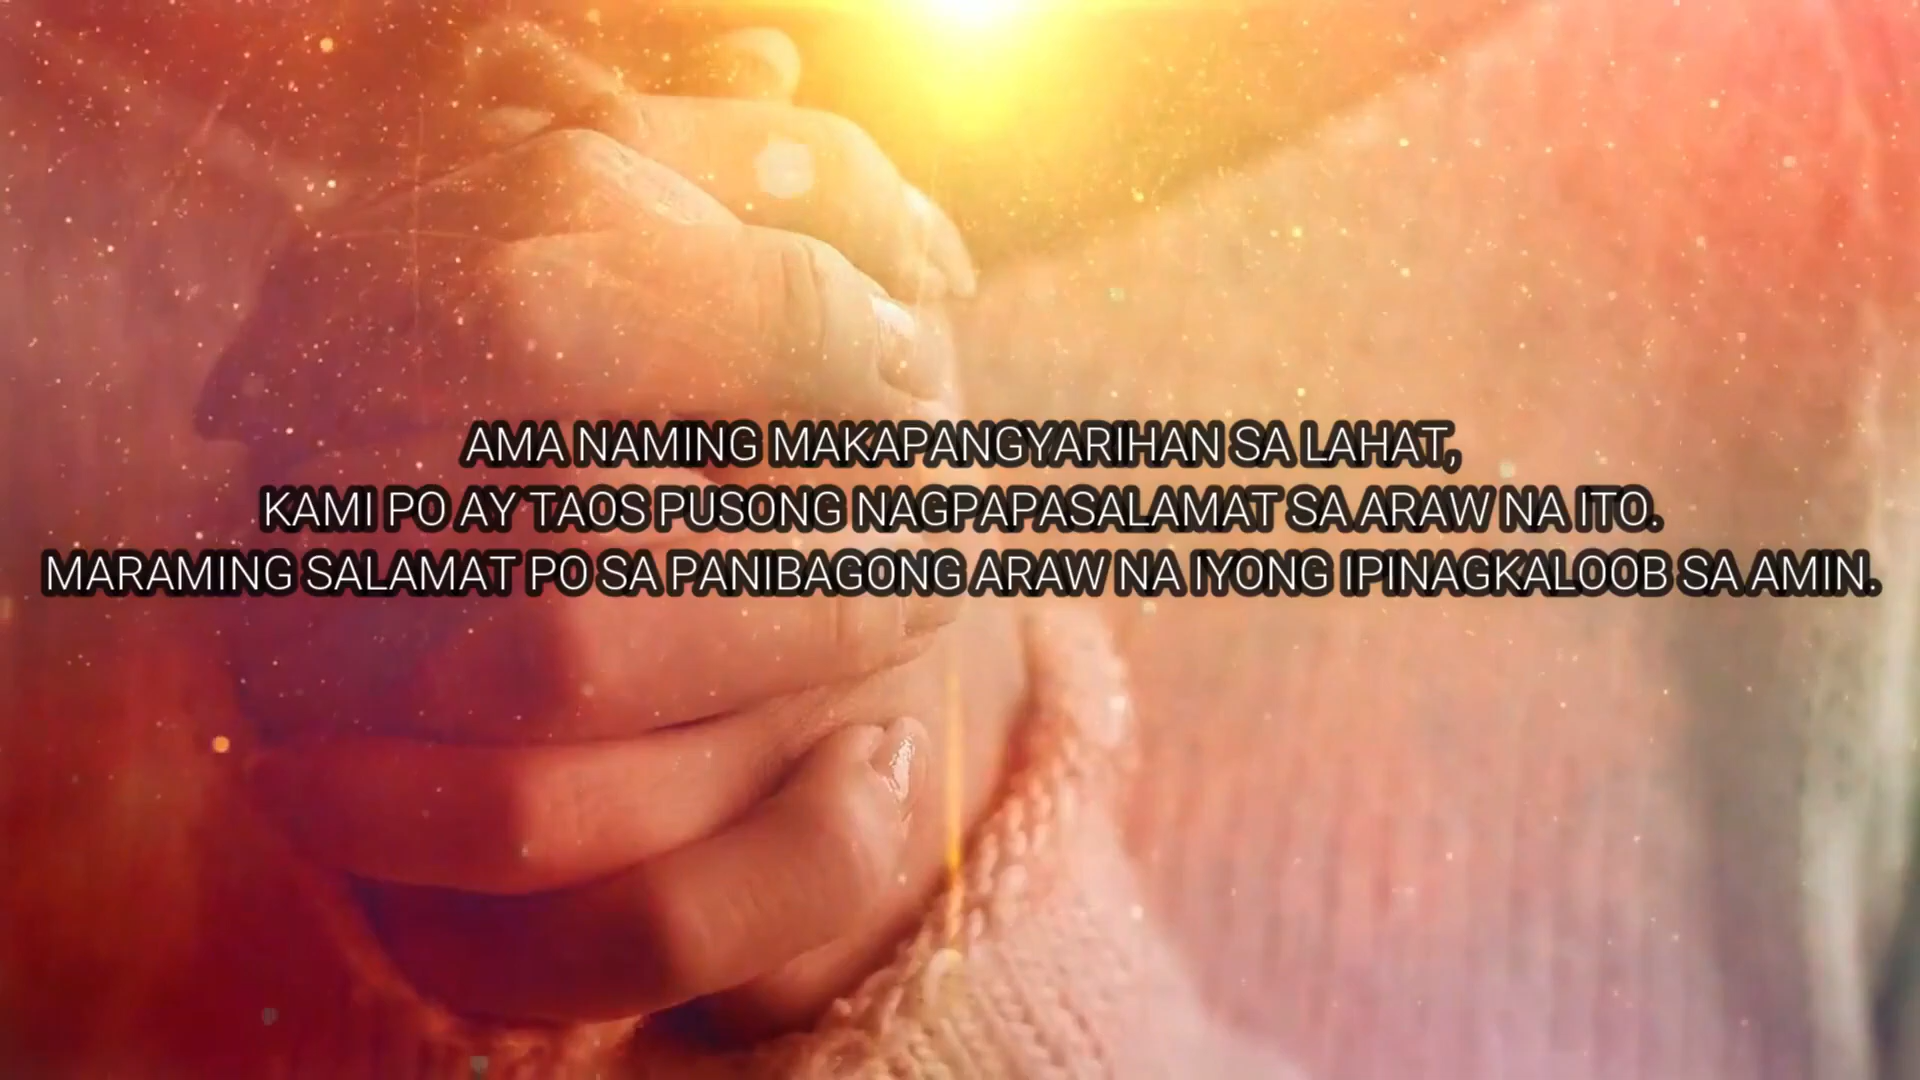 AMA NAMING MAKAPANGYARIHAN SA LAHAT,
KAMI PO AY TAOS PUSONG NAGPAPASALAMAT SA ARAW NA ITO.
MARAMING SALAMAT PO SA PANIBAGONG ARAW NA IYONG IPINAGKALOOB SA AMIN.